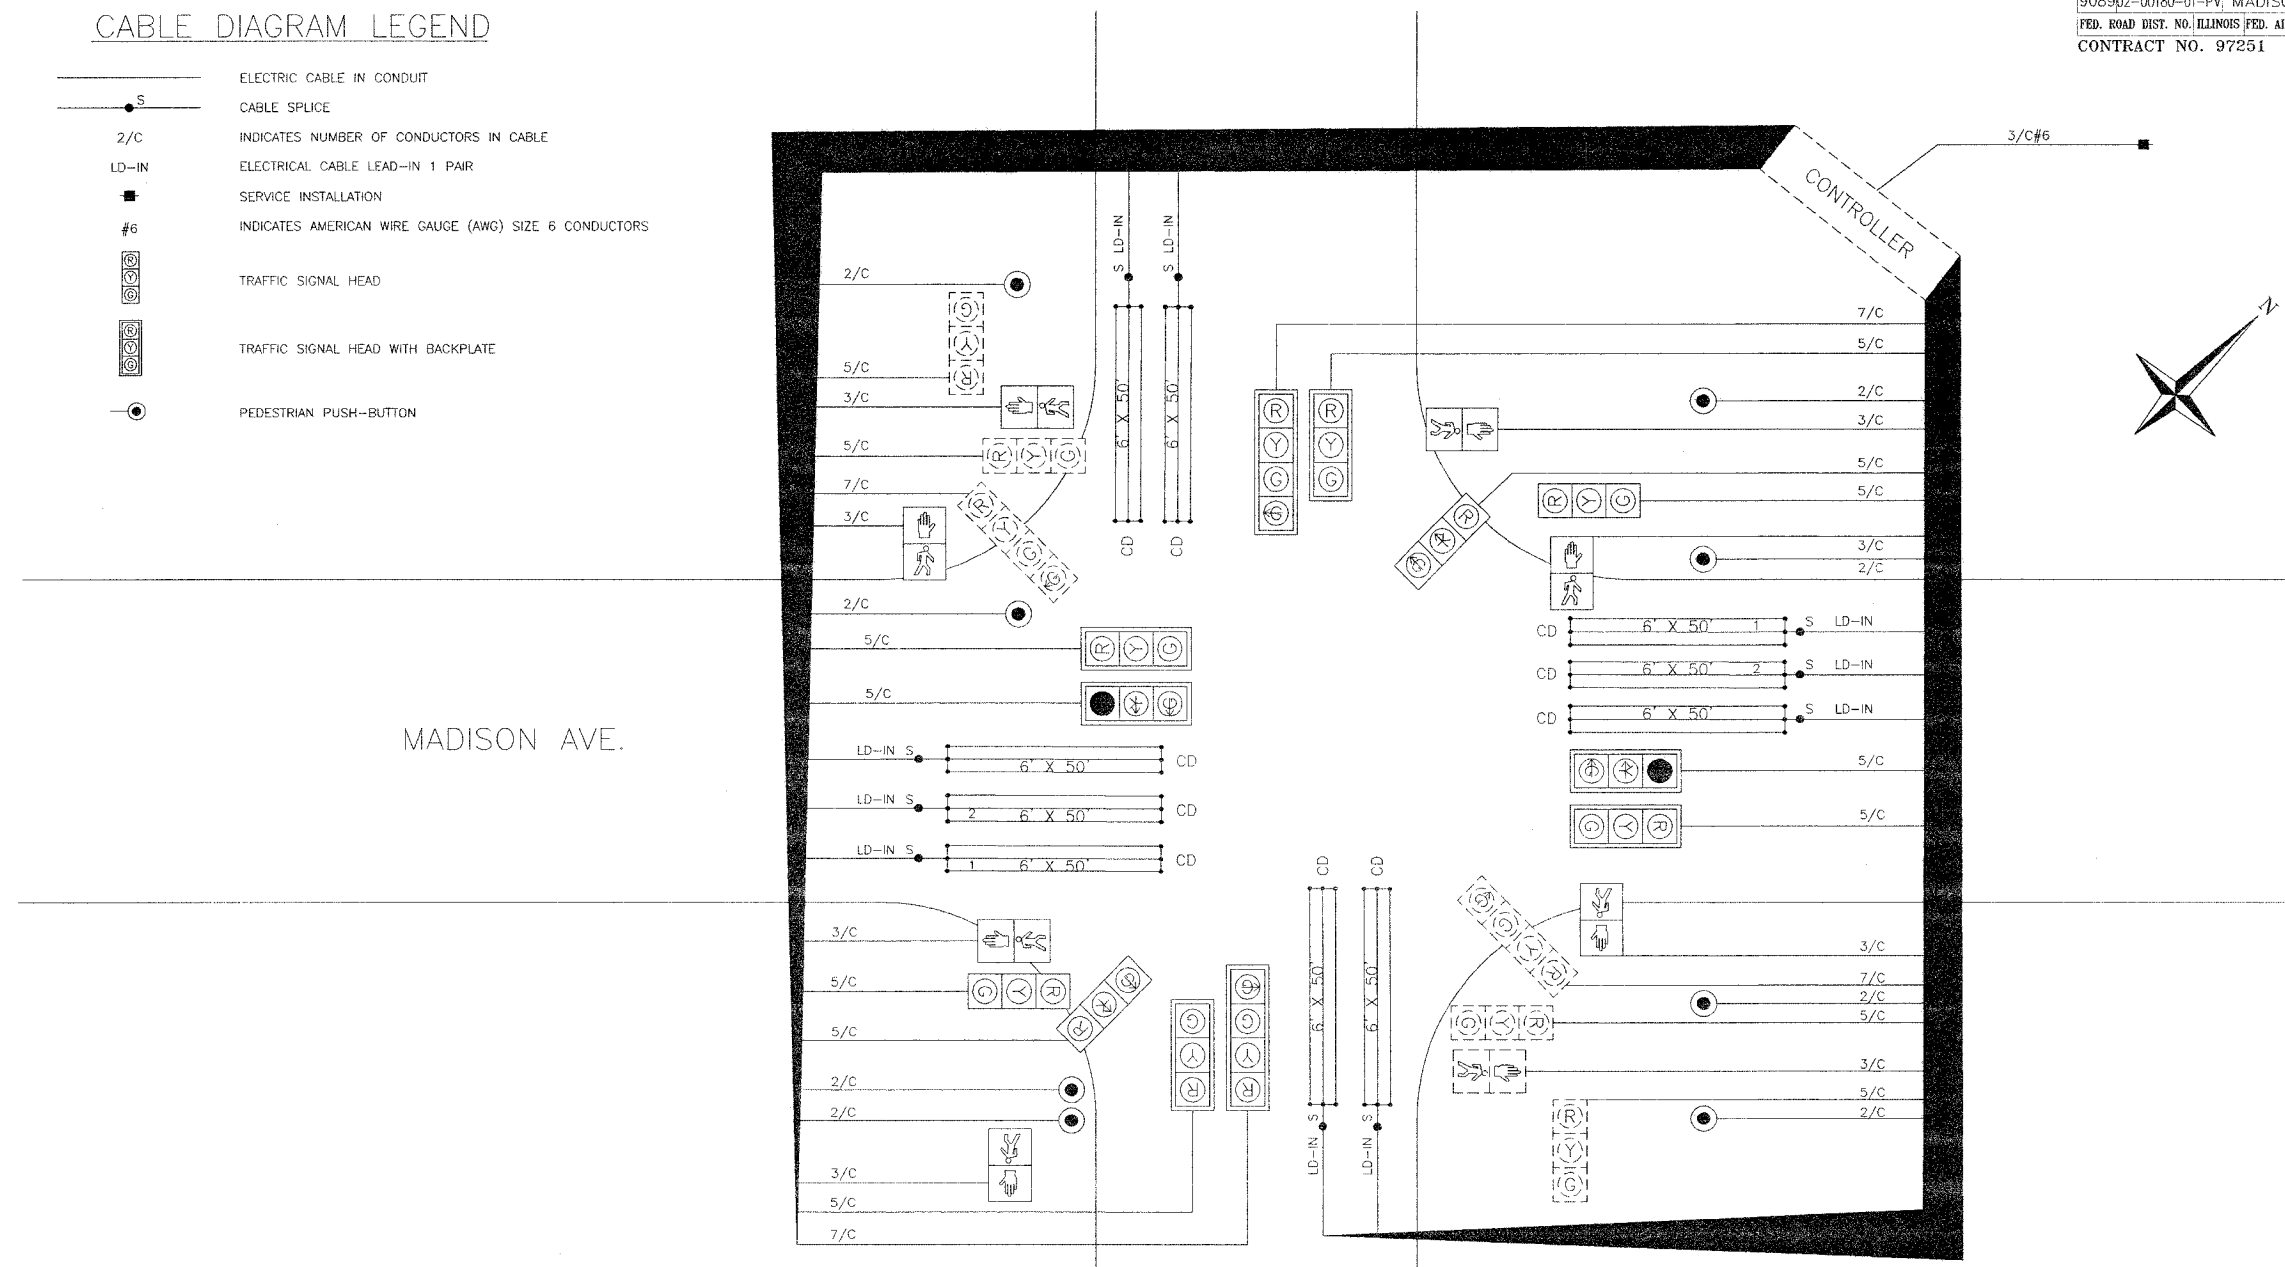 CABLE DIAGRAM LEGEND
ELECTRIC CABLE IN CONDUIT
S
CABLE SPLICE
2/C INDICATES NUMBER OF CONDUCTORS IN CABLE
LD-IN ELECTRICAL CABLE LEAD-IN 1 PAIR
SERVICE INSTALLATION
#6 INDICATES AMERICAN WIRE GAUGE (AWG) SIZE 6 CONDUCTORS
R
Y
G
TRAFFIC SIGNAL HEAD
R
Y
G
TRAFFIC SIGNAL HEAD WITH BACKPLATE
PEDESTRIAN PUSH-BUTTON
FED. ROAD DIST. NO. ILLINOIS FED. AI
CONTRACT NO. 97251
3/C#6
CONTROLLER
N
MADISON AVE.
2/C
G
Y
R
5/C
3/C
5/C
R Y G
7/C
R Y G G
3/C
2/C
5/C
R Y G
5/C
Y G
LD-IN S
6' X 50'
CD
LD-IN S
2 6' X 50'
CD
LD-IN S
1 6' X 50'
CD
3/C
5/C
G Y R
R Y G
5/C
2/C
2/C
3/C
5/C
7/C
S LD-IN
S LD-IN
6' X 50'
6' X 50'
CD
CD
R
Y
G
G
R
Y
G
G
Y
R
G
G
Y
R
CD
CD
6' X 50'
6' X 50'
LD-IN S
LD-IN S
7/C
5/C
2/C
3/C
5/C
G Y R
5/C
R Y G
3/C
2/C
CD
6' X 50' 1
S LD-IN
CD
6' X 50' 2
S LD-IN
CD
6' X 50'
S LD-IN
G Y
5/C
G Y R
5/C
3/C
G G Y R
7/C
2/C
G Y R
5/C
3/C
5/C
2/C
R
Y
G